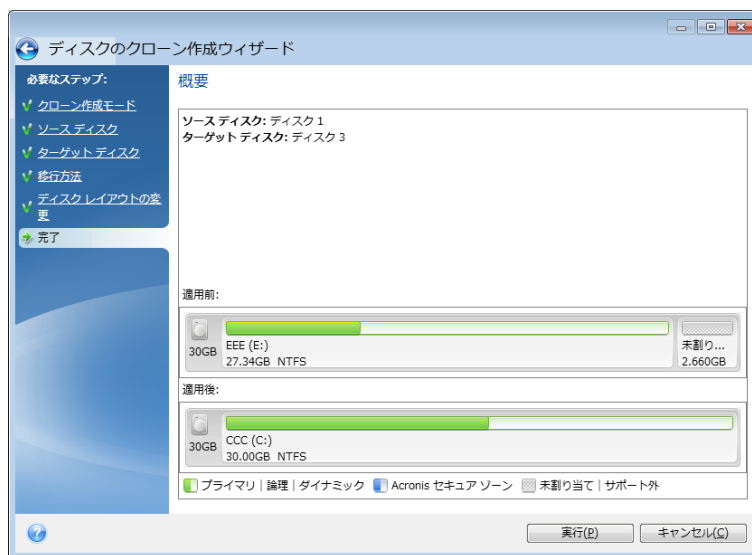 ディスクのクローン作成ウィザード
必要なステップ:
クローン作成モード
ソース ディスク
ターゲット ディスク
移行方法
ディスク レイアウトの変
更
完了
概要
ソース ディスク: ディスク 1
ターゲット ディスク: ディスク 3
適用前:
30GB
EEE (E:)
27.34GB NTFS
未割り...
2.660GB
適用後:
30GB
CCC (C:)
30.00GB NTFS
プライマリ | 論理 | ダイナミック Acronis セキュア ゾーン 未割り当て | サポート外
実行(P) キャンセル(C)